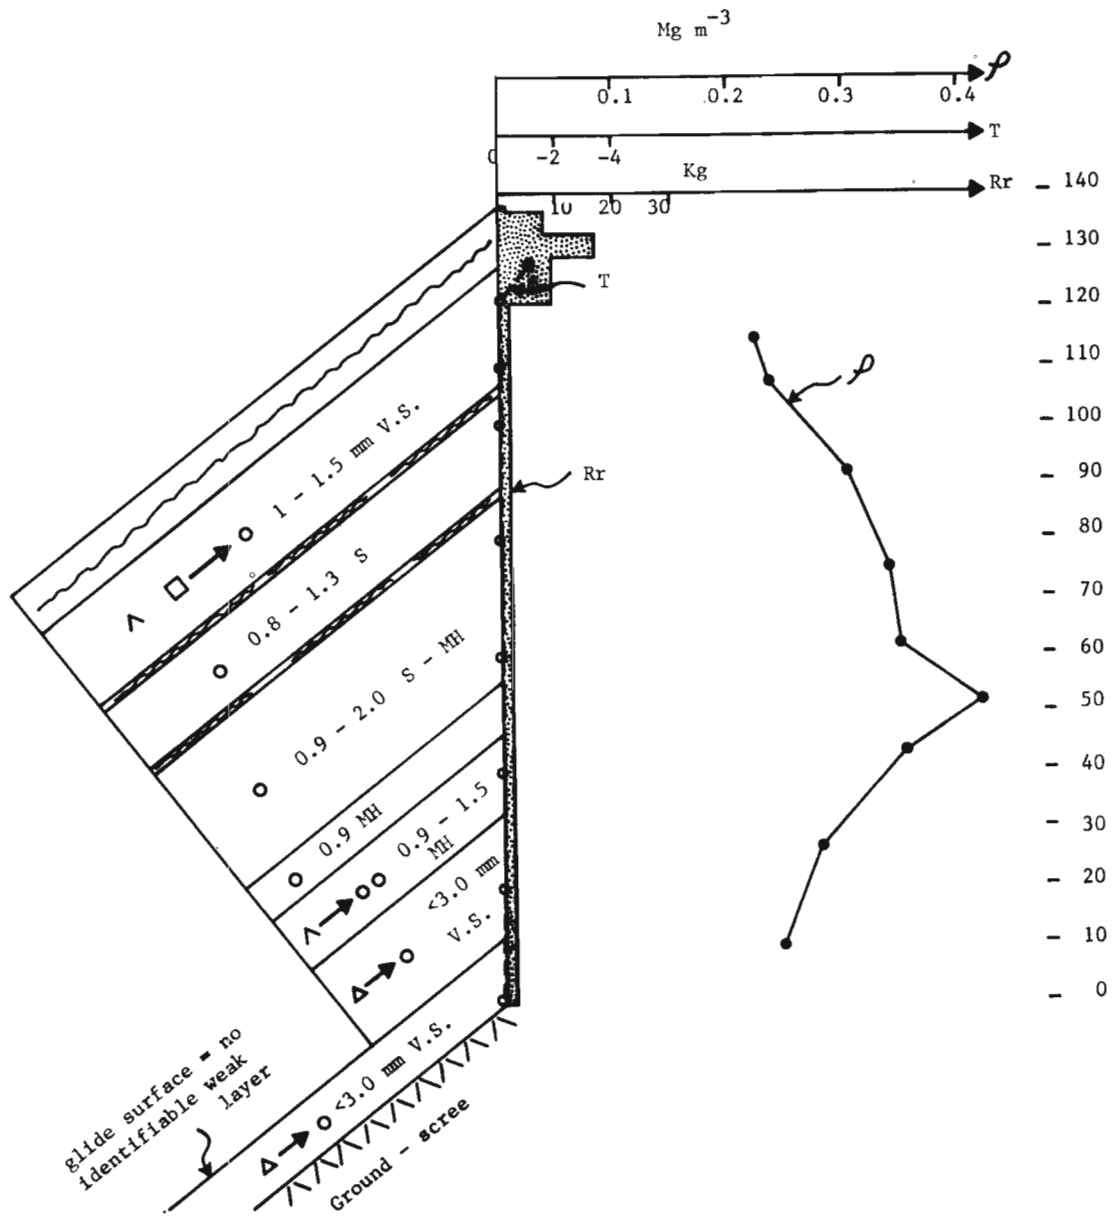 Mg m⁻³
ρ
0.1 0.2 0.3 0.4
T
0 -2 -4
Kg
Rr
10 20 30
140
130
120
110
100
90
80
70
60
50
40
30
20
10
0
T
ρ
Rr
Λ □ → o 1 - 1.5 mm V.S.
o 0.8 - 1.3 S
o 0.9 - 2.0 S - MH
o 0.9 MH
Λ → o o 0.9 - 1.5
MH
<3.0 mm
Δ → o V.S.
Δ → o <3.0 mm V.S.
glide surface = no
identifiable weak
layer
Ground - scree